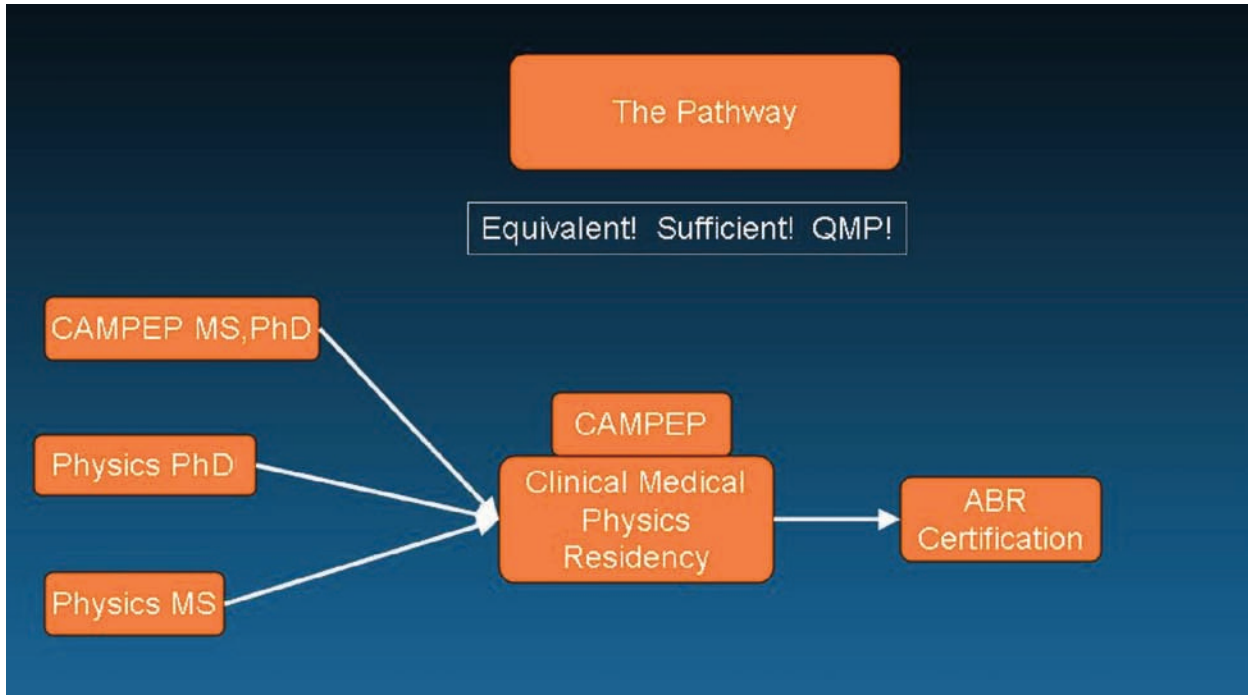 The Pathway
Equivalent! Sufficient! QMP!
CAMPEP MS,PhD
Physics PhD
Physics MS
CAMPEP
Clinical Medical
Physics
Residency
ABR
Certification